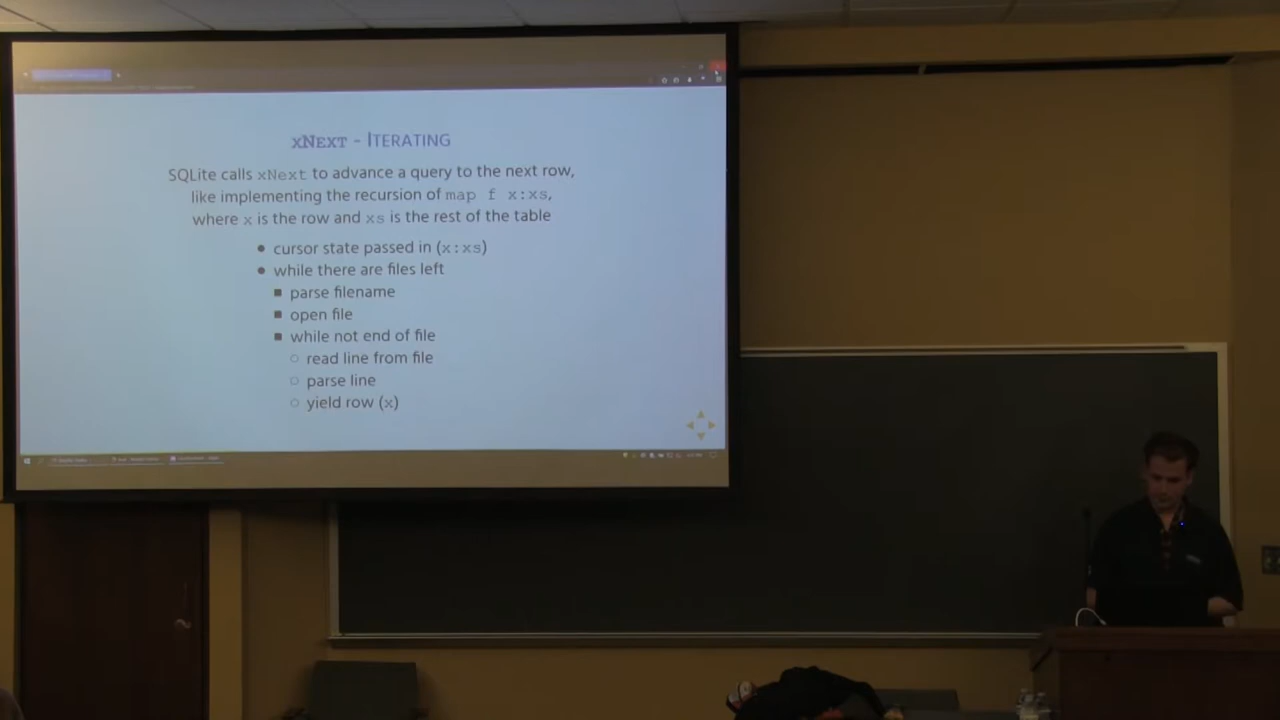 xNext - Iterating
SQLite calls xNext to advance a query to the next row,
like implementing the recursion of map f x:xs,
where x is the row and xs is the rest of the table
● cursor state passed in (x:xs)
● while there are files left
■ parse filename
■ open file
■ while not end of file
○ read line from file
○ parse line
○ yield row (x)